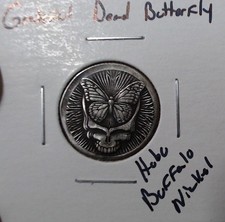 Grateful Dead Butterfly
Hobo
Buffalo
Nickel